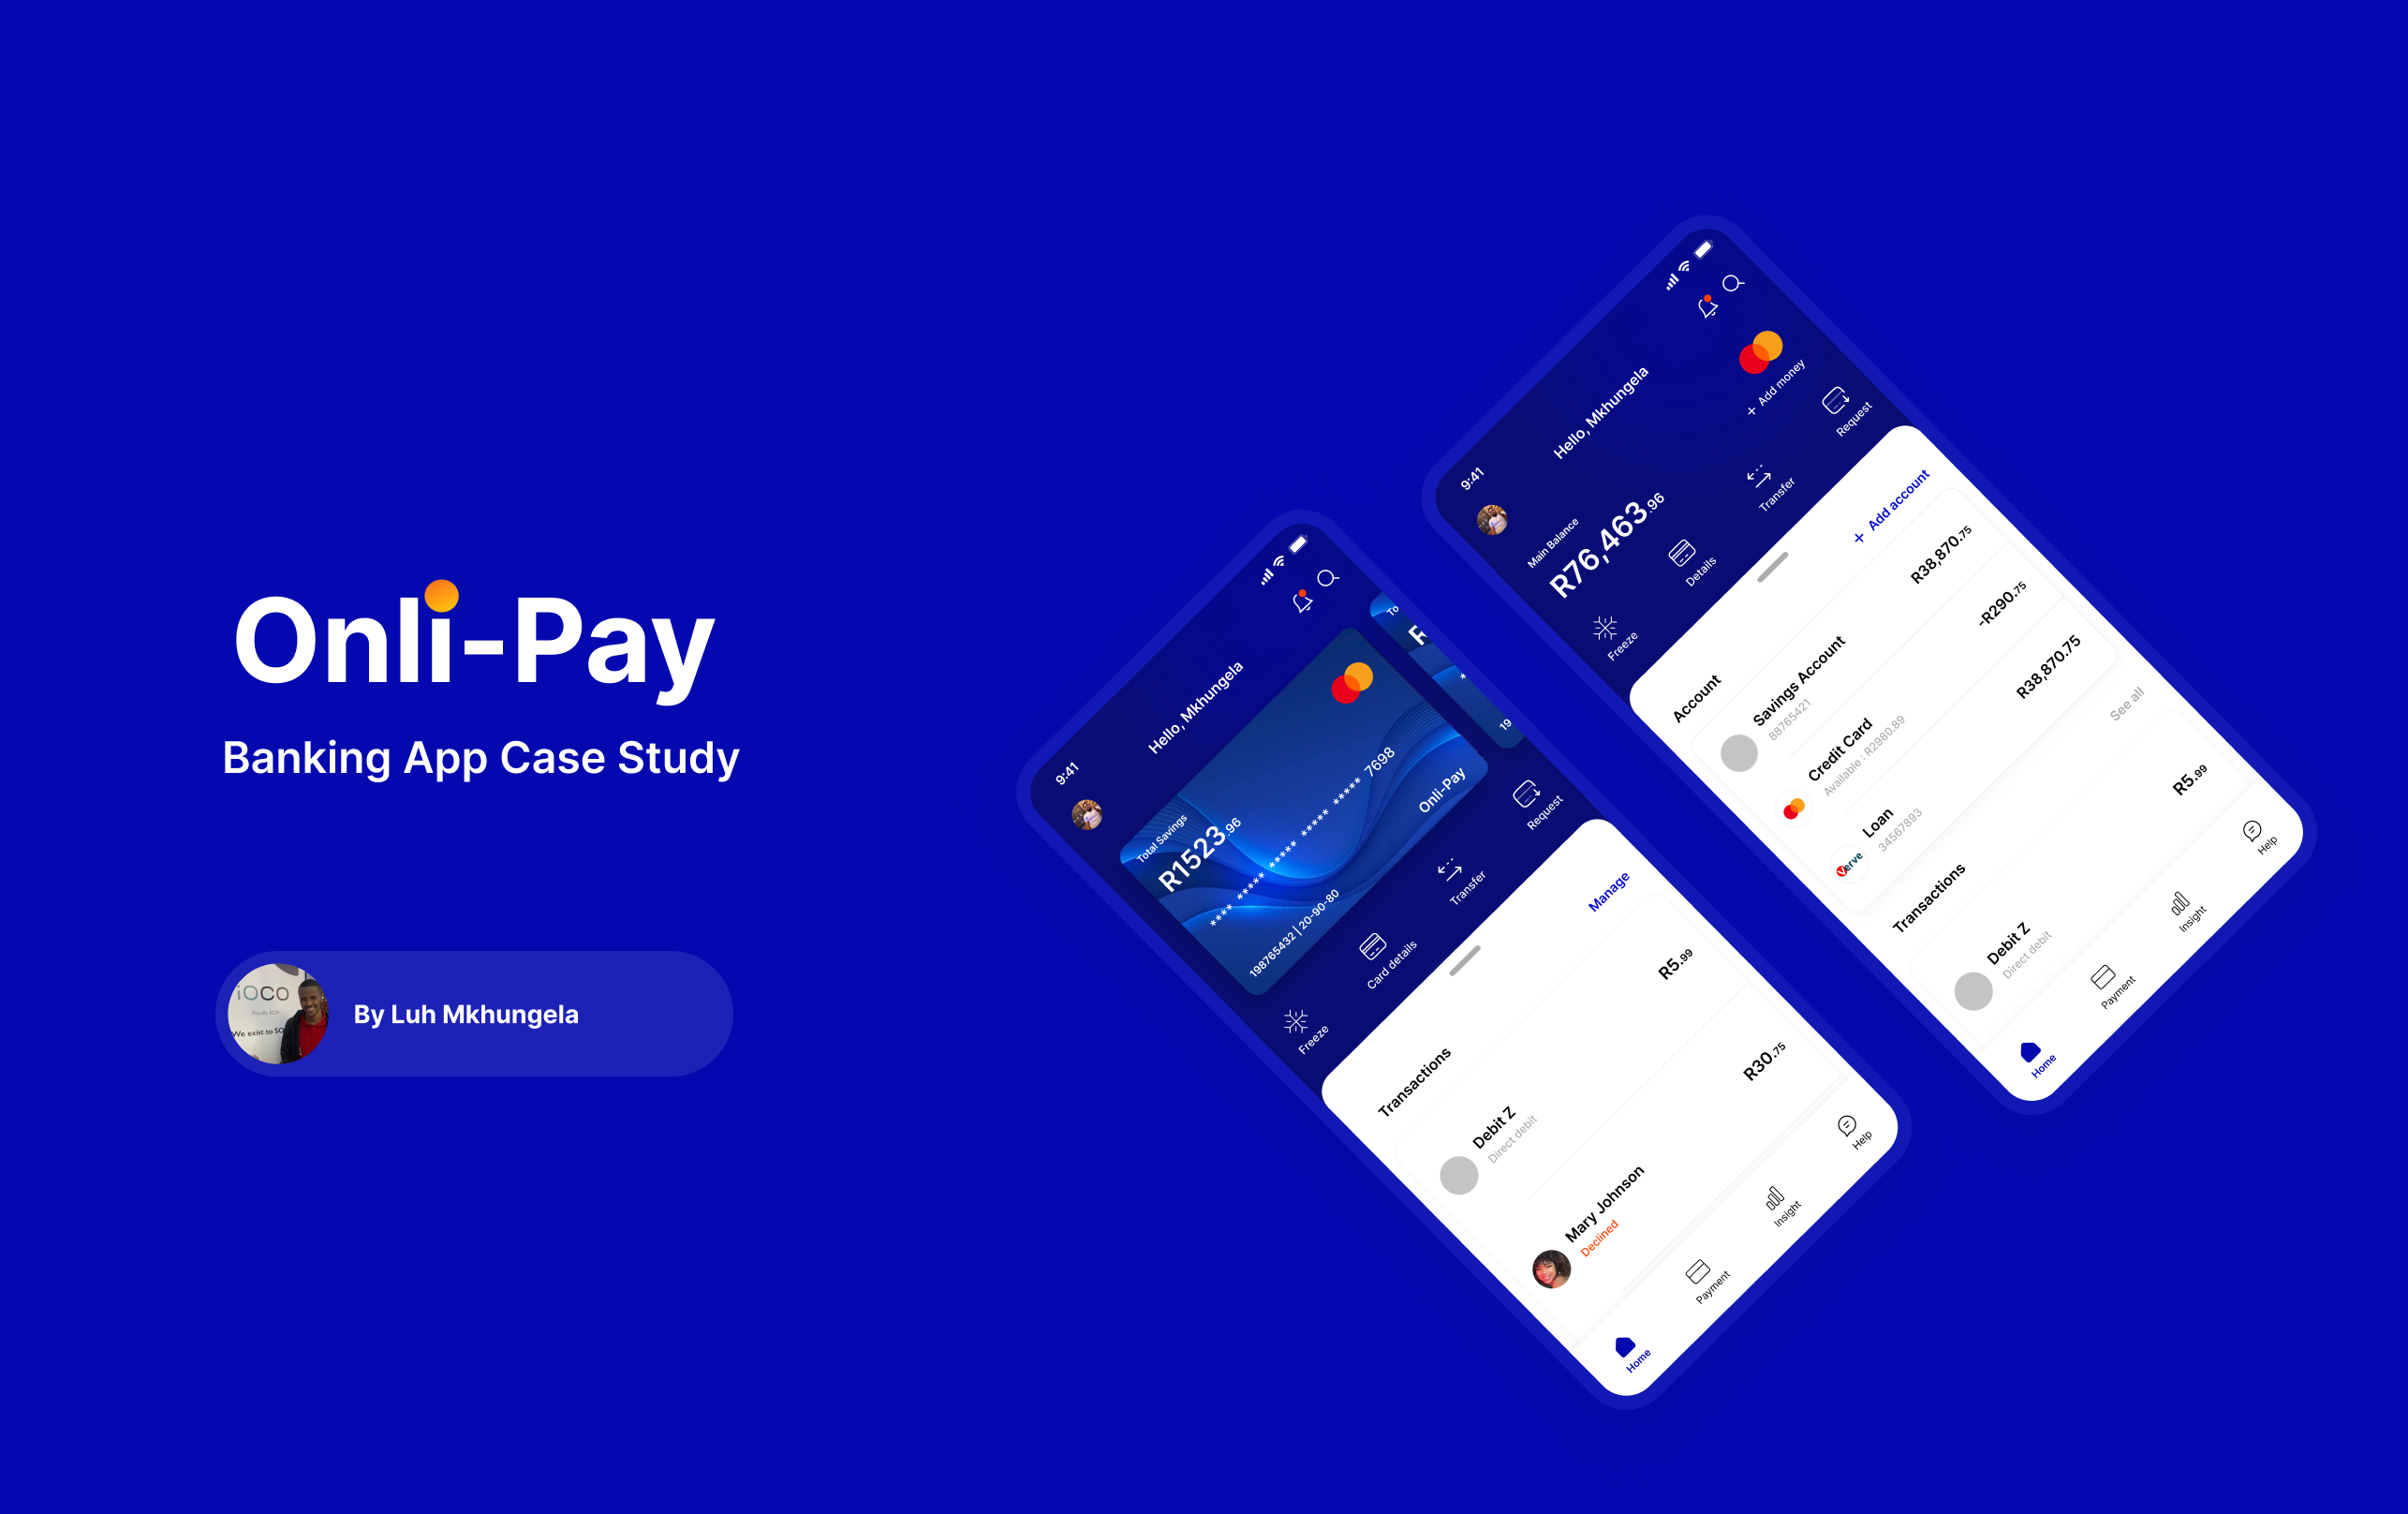 Onli-Pay
Banking App Case Study
iOCO
We exist to SO
By Luh Mkhungela
9:41
Hello, Mkhungela
Total Savings
R1523.96
**** ***** ***** ***** ***** 7698
198765432 | 20-90-80
Onli-Pay
To
R
*
19
Freeze
Card details
Transfer
Request
Transactions
Manage
Debit Z
R5.99
Direct debit
Mary Johnson
R30.75
Declined
Home
Payment
Insight
Help
9:41
Hello, Mkhungela
Main Balance
R76,463.96
+ Add money
Freeze
Details
Transfer
Request
Account
+ Add account
Savings Account
R38,870.75
88765421
Credit Card
-R290.75
Available : R2980.89
Verve
Loan
R38,870.75
34567893
Transactions
See all
Debit Z
R5.99
Direct debit
Home
Payment
Insight
Help